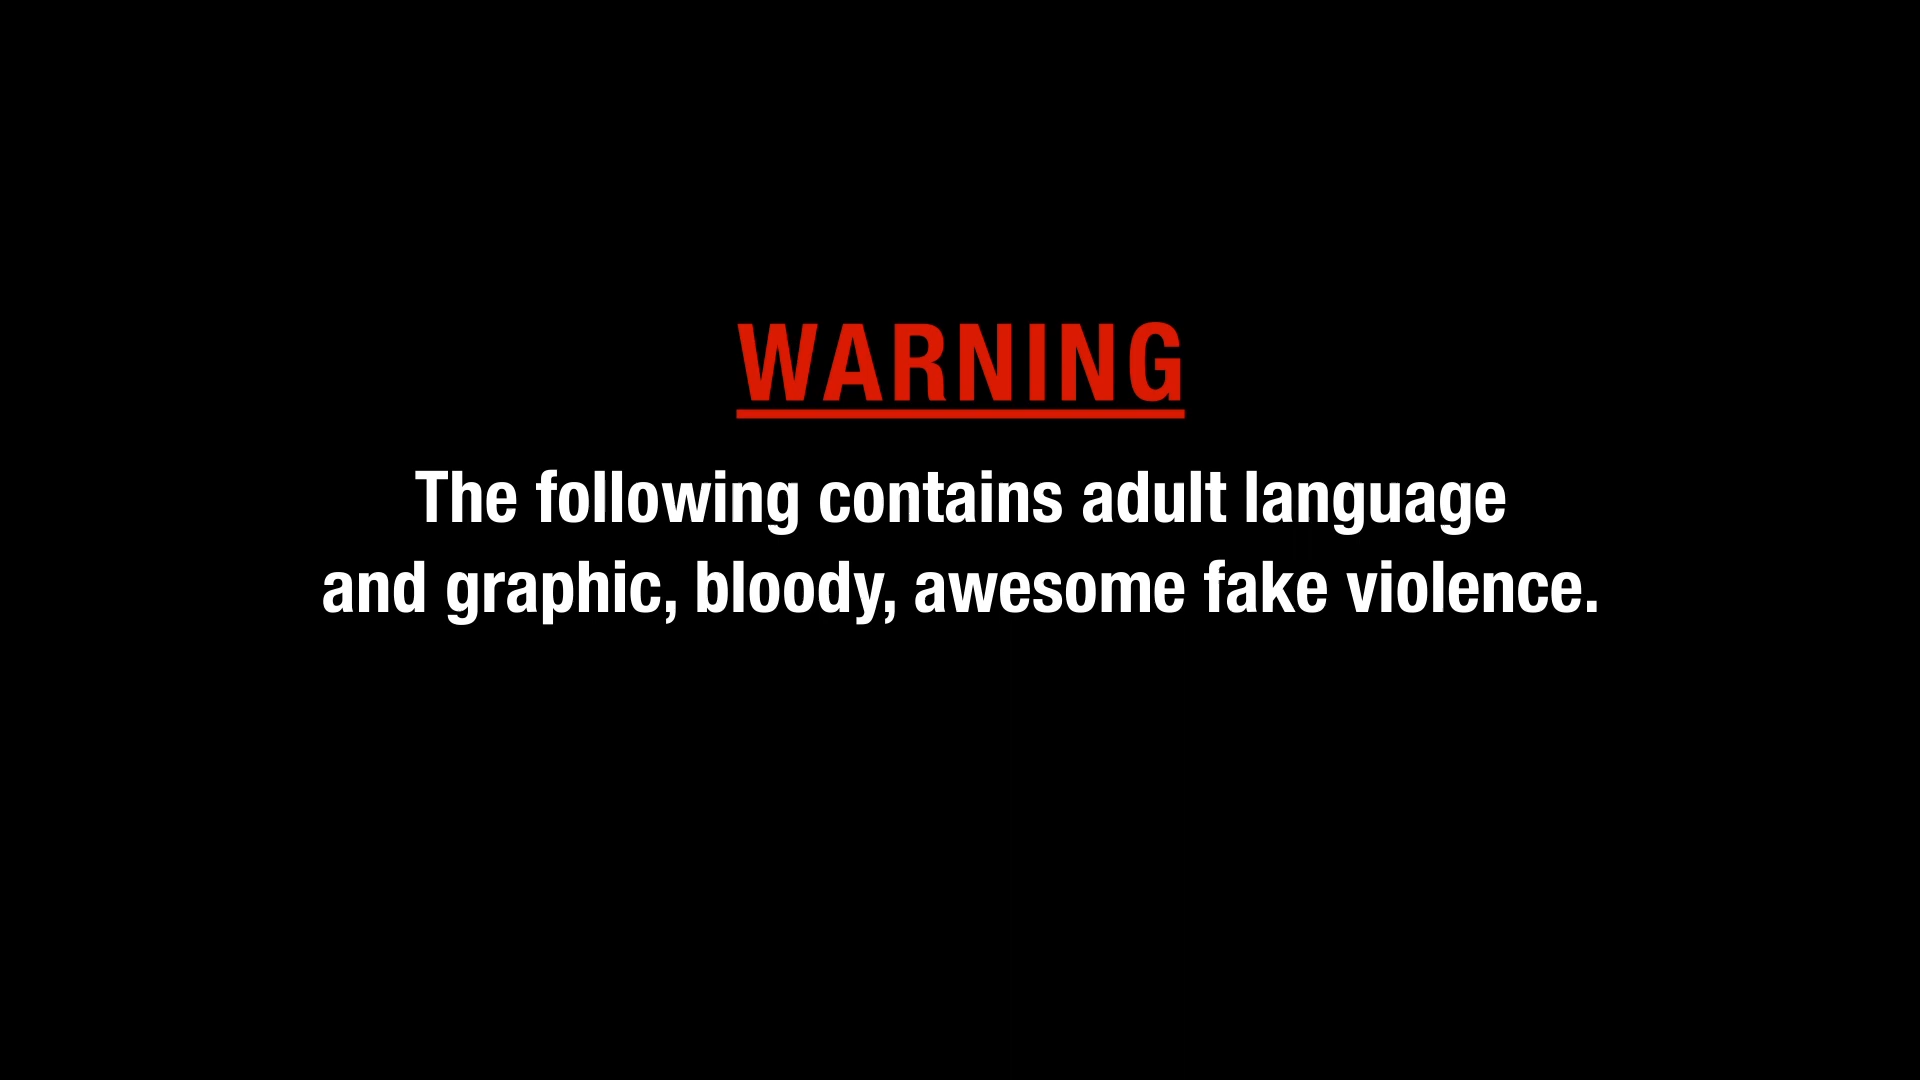 WARNING
The following contains adult language
and graphic, bloody, awesome fake violence.